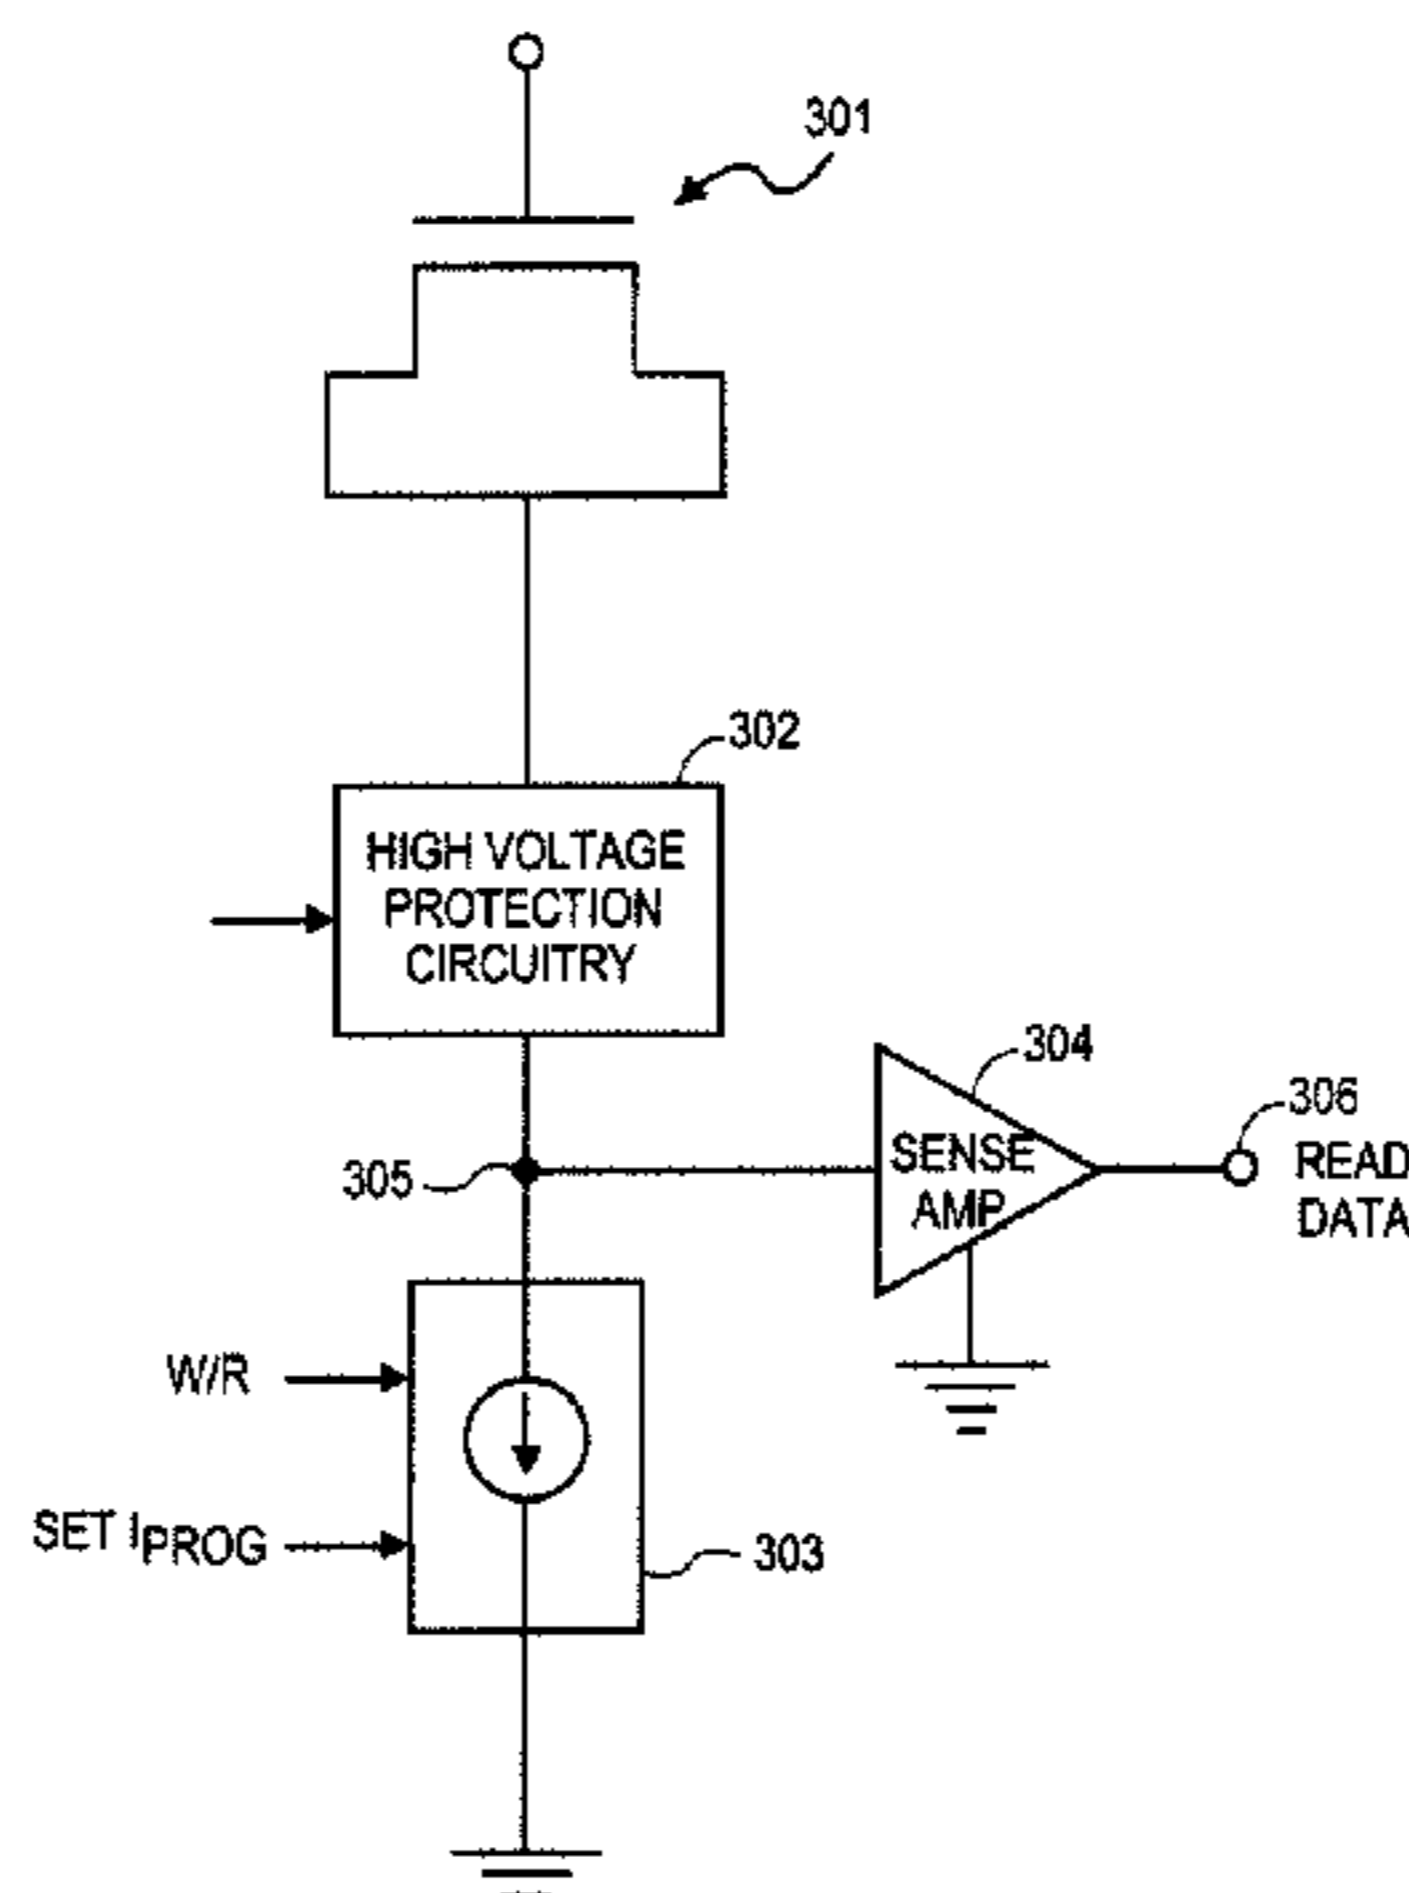 301
302
HIGH VOLTAGE
PROTECTION
CIRCUITRY
304
306
305
SENSE
AMP
READ
DATA
W/R
SET IPROG
303